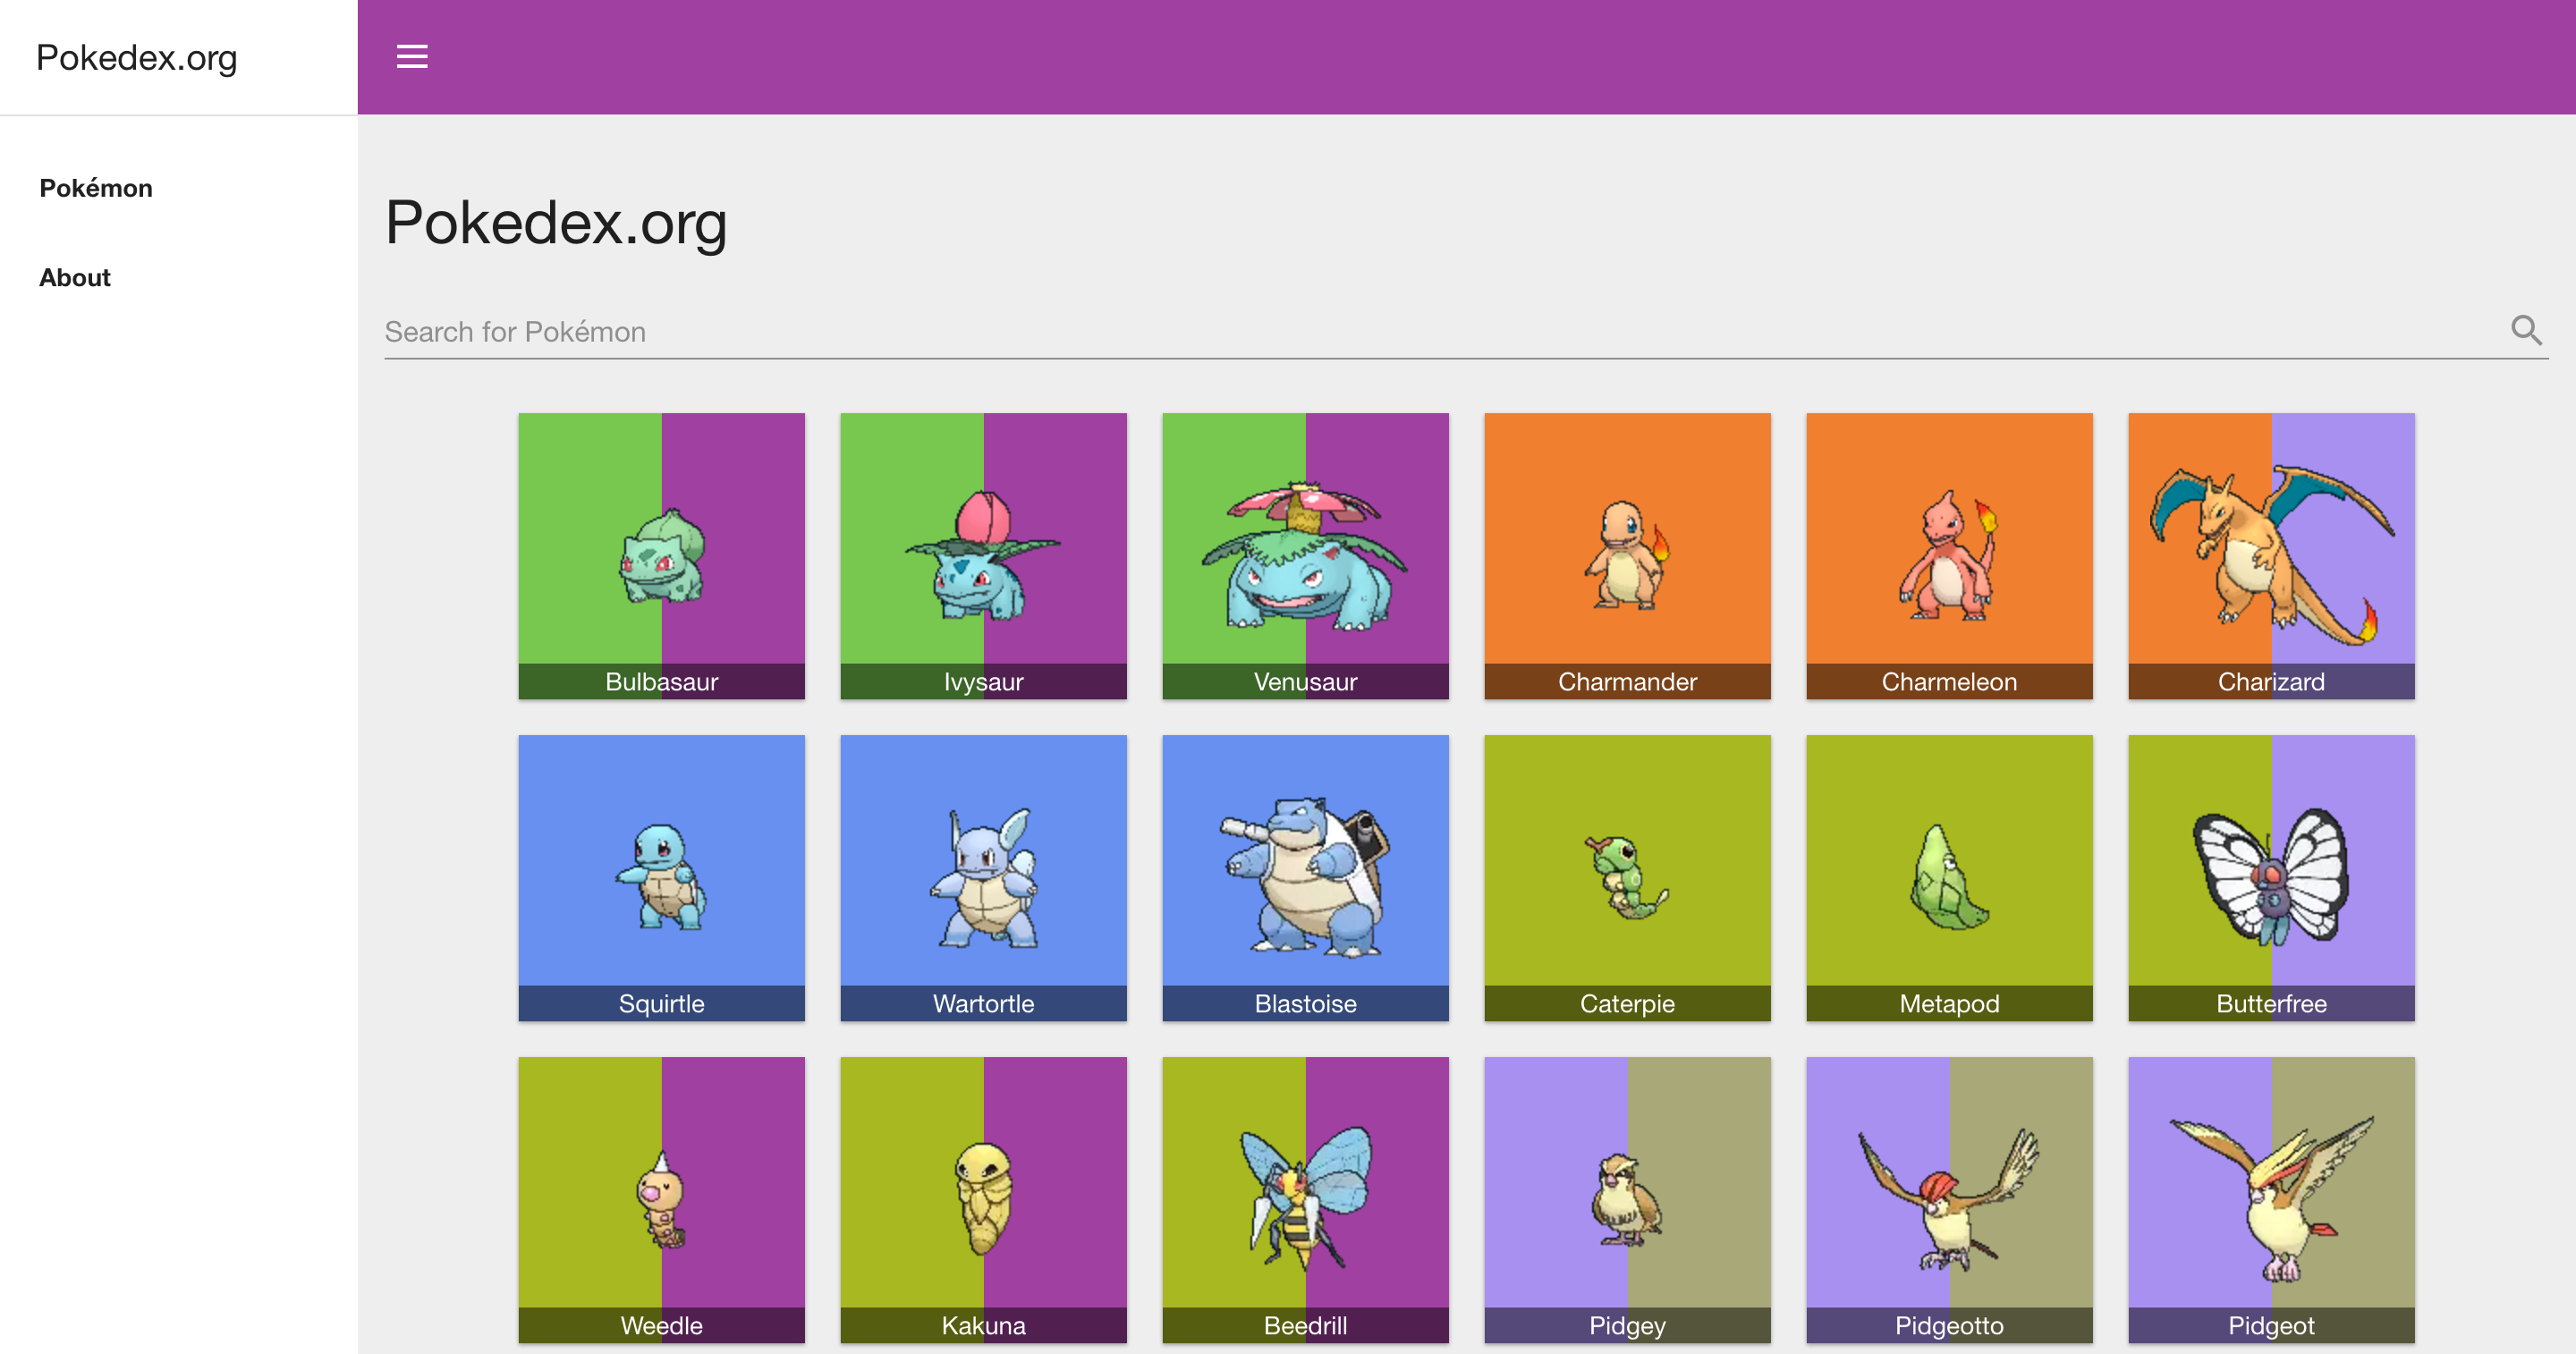 Pokedex.org
Pokémon
About
Pokedex.org
Search for Pokémon
Bulbasaur
Ivysaur
Venusaur
Charmander
Charmeleon
Charizard
Squirtle
Wartortle
Blastoise
Caterpie
Metapod
Butterfree
Weedle
Kakuna
Beedrill
Pidgey
Pidgeotto
Pidgeot